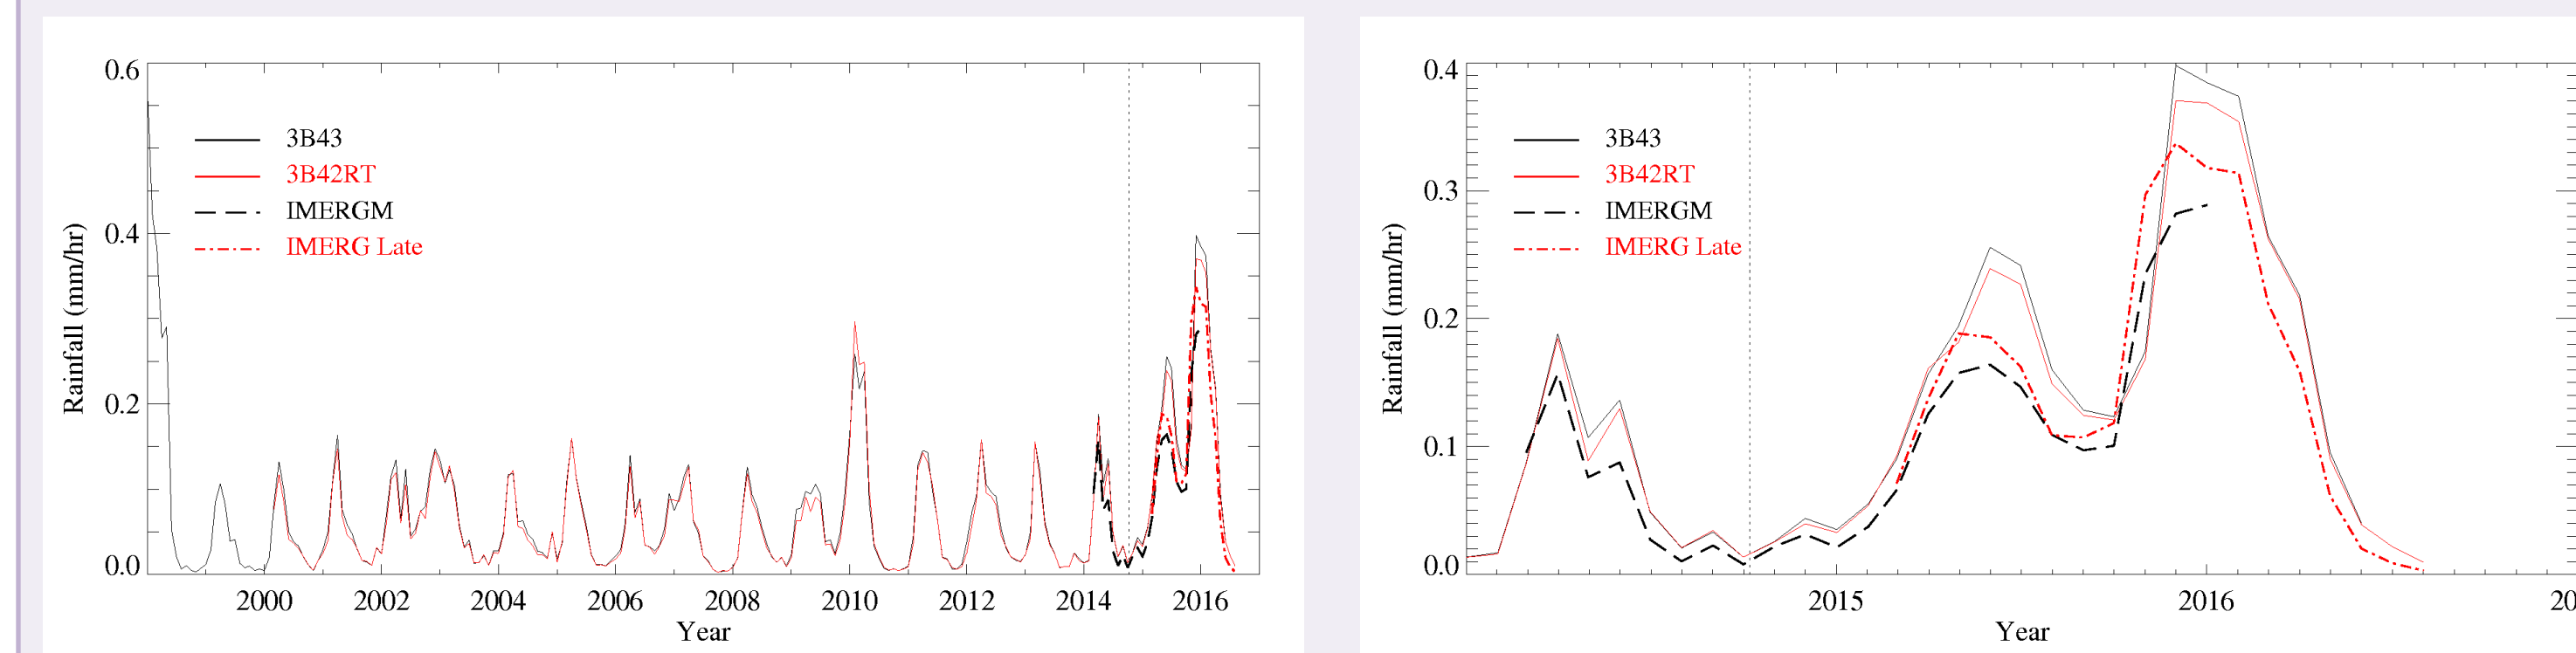 0.6
0.4
0.2
0.0
Rainfall (mm/hr)
3B43
3B42RT
IMERGM
IMERG Late
2000 2002 2004 2006 2008 2010 2012 2014 2016
Year
0.4
0.3
0.2
0.1
0.0
Rainfall (mm/hr)
3B43
3B42RT
IMERGM
IMERG Late
2015 2016 20
Year